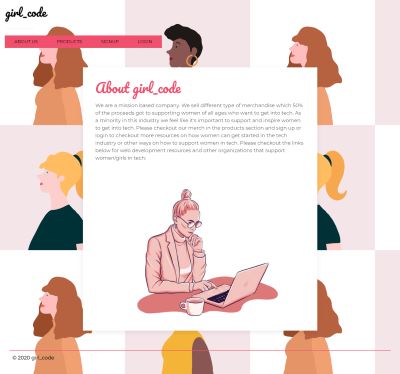 girl_code
ABOUT US PRODUCTS SIGNUP LOGIN
About girl_code
We are a mission based company. We sell different type of merchandise which 50%
of the proceeds got to supporting women of all ages who want to get into tech. As
a minority in this industry we feel like it's important to support and inspire women
to get into tech. Please checkout our merch in the products section and sign up or
login to checkout more resources on how women can get started in the tech
industry or other ways on how to support women in tech. Please checkout the links
below for web development resources and other organizations that support
women/girls in tech:
© 2020 girl_code